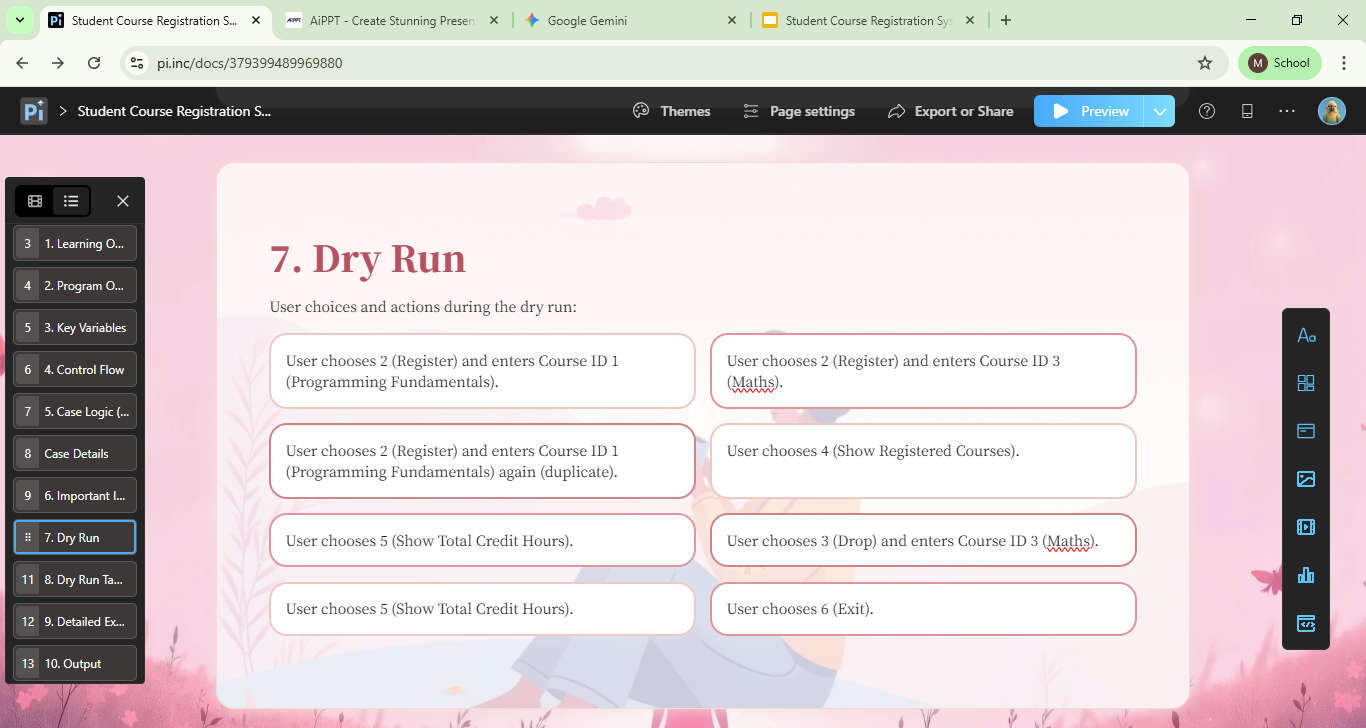 Student Course Registration S...
AiPPT
AiPPT - Create Stunning Presen
Google Gemini
Student Course Registration Sys
pi.inc/docs/379399489969880
M
School
Pi
Student Course Registration S...
Themes
Page settings
Export or Share
Preview
3 1. Learning O...
4 2. Program O...
5 3. Key Variables
6 4. Control Flow
7 5. Case Logic (...
8 Case Details
9 6. Important I...
7. Dry Run
11 8. Dry Run Ta...
12 9. Detailed Ex...
13 10. Output
7. Dry Run
User choices and actions during the dry run:
User chooses 2 (Register) and enters Course ID 1
(Programming Fundamentals).
User chooses 2 (Register) and enters Course ID 3
(Maths).
User chooses 2 (Register) and enters Course ID 1
(Programming Fundamentals) again (duplicate).
User chooses 4 (Show Registered Courses).
User chooses 5 (Show Total Credit Hours).
User chooses 3 (Drop) and enters Course ID 3 (Maths).
User chooses 5 (Show Total Credit Hours).
User chooses 6 (Exit).
Aa